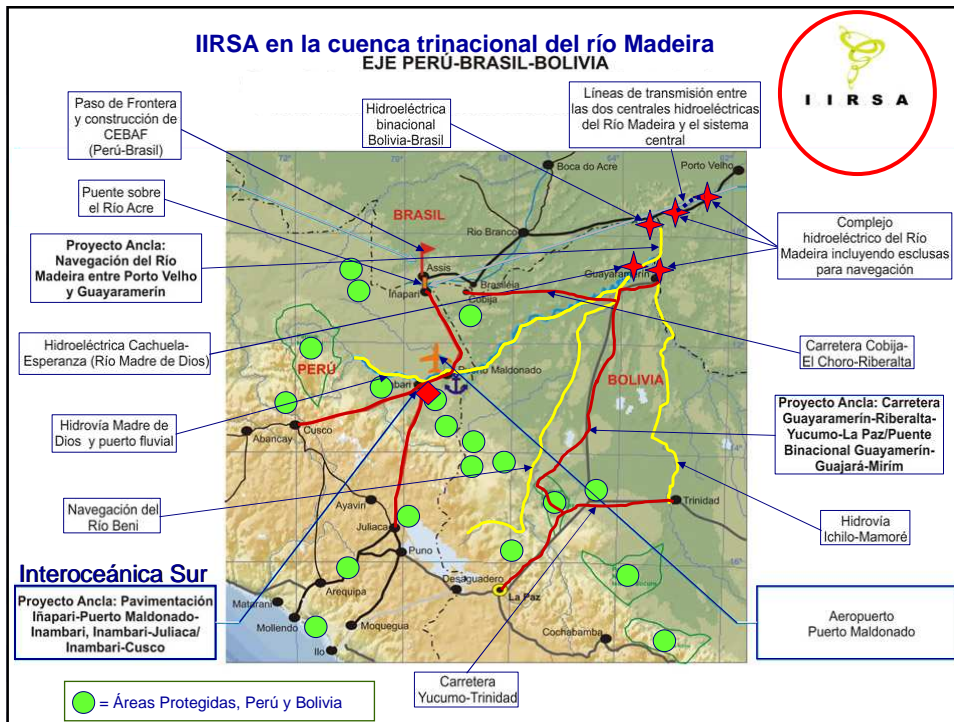 IIRSA en la cuenca trinacional del río Madeira
EJE PERÚ-BRASIL-BOLIVIA
I. I R S A
Paso de Frontera
y construcción de
CEBAF
(Perú-Brasil)
Hidroeléctrica
binacional
Bolivia-Brasil
Líneas de transmisión entre
las dos centrales hidroeléctricas
del Río Madeira y el sistema
central
Puente sobre
el Río Acre
Proyecto Ancla:
Navegación del Río
Madeira entre Porto Velho
y Guayaramerín
Hidroeléctrica Cachuela-
Esperanza (Río Madre de Dios)
Hidrovía Madre de
Dios y puerto fluvial
Navegación del
Río Beni
Interoceánica Sur
Proyecto Ancla: Pavimentación
Iñapari-Puerto Maldonado-
Inambari, Inambari-Juliaca/
Inambari-Cusco
Complejo
hidroeléctrico del Río
Madeira incluyendo esclusas
para navegación
Carretera Cobija-
El Choro-Riberalta
Proyecto Ancla: Carretera
Guayaramerín-Riberalta-
Yucumo-La Paz/Puente
Binacional Guayamerín-
Guajará-Mirím
Hidrovía
Ichilo-Mamoré
Aeropuerto
Puerto Maldonado
Carretera
Yucumo-Trinidad
= Áreas Protegidas, Perú y Bolivia
72°
70°
64°
62°
Boca do Acre
Porto Velho
BRASIL
Rio Branco
Assis
Brasiléia
Iñapari
Cobija
Guayaramerín
PERÚ
Maldonado
BOLIVIA
Abancay
Cusco
Ayaviri
Juliaca
Puno
Trinidad
Desaguadero
La Paz
Arequipa
Matarani
Mollendo
Moquegua
Ilo
Cochabamba